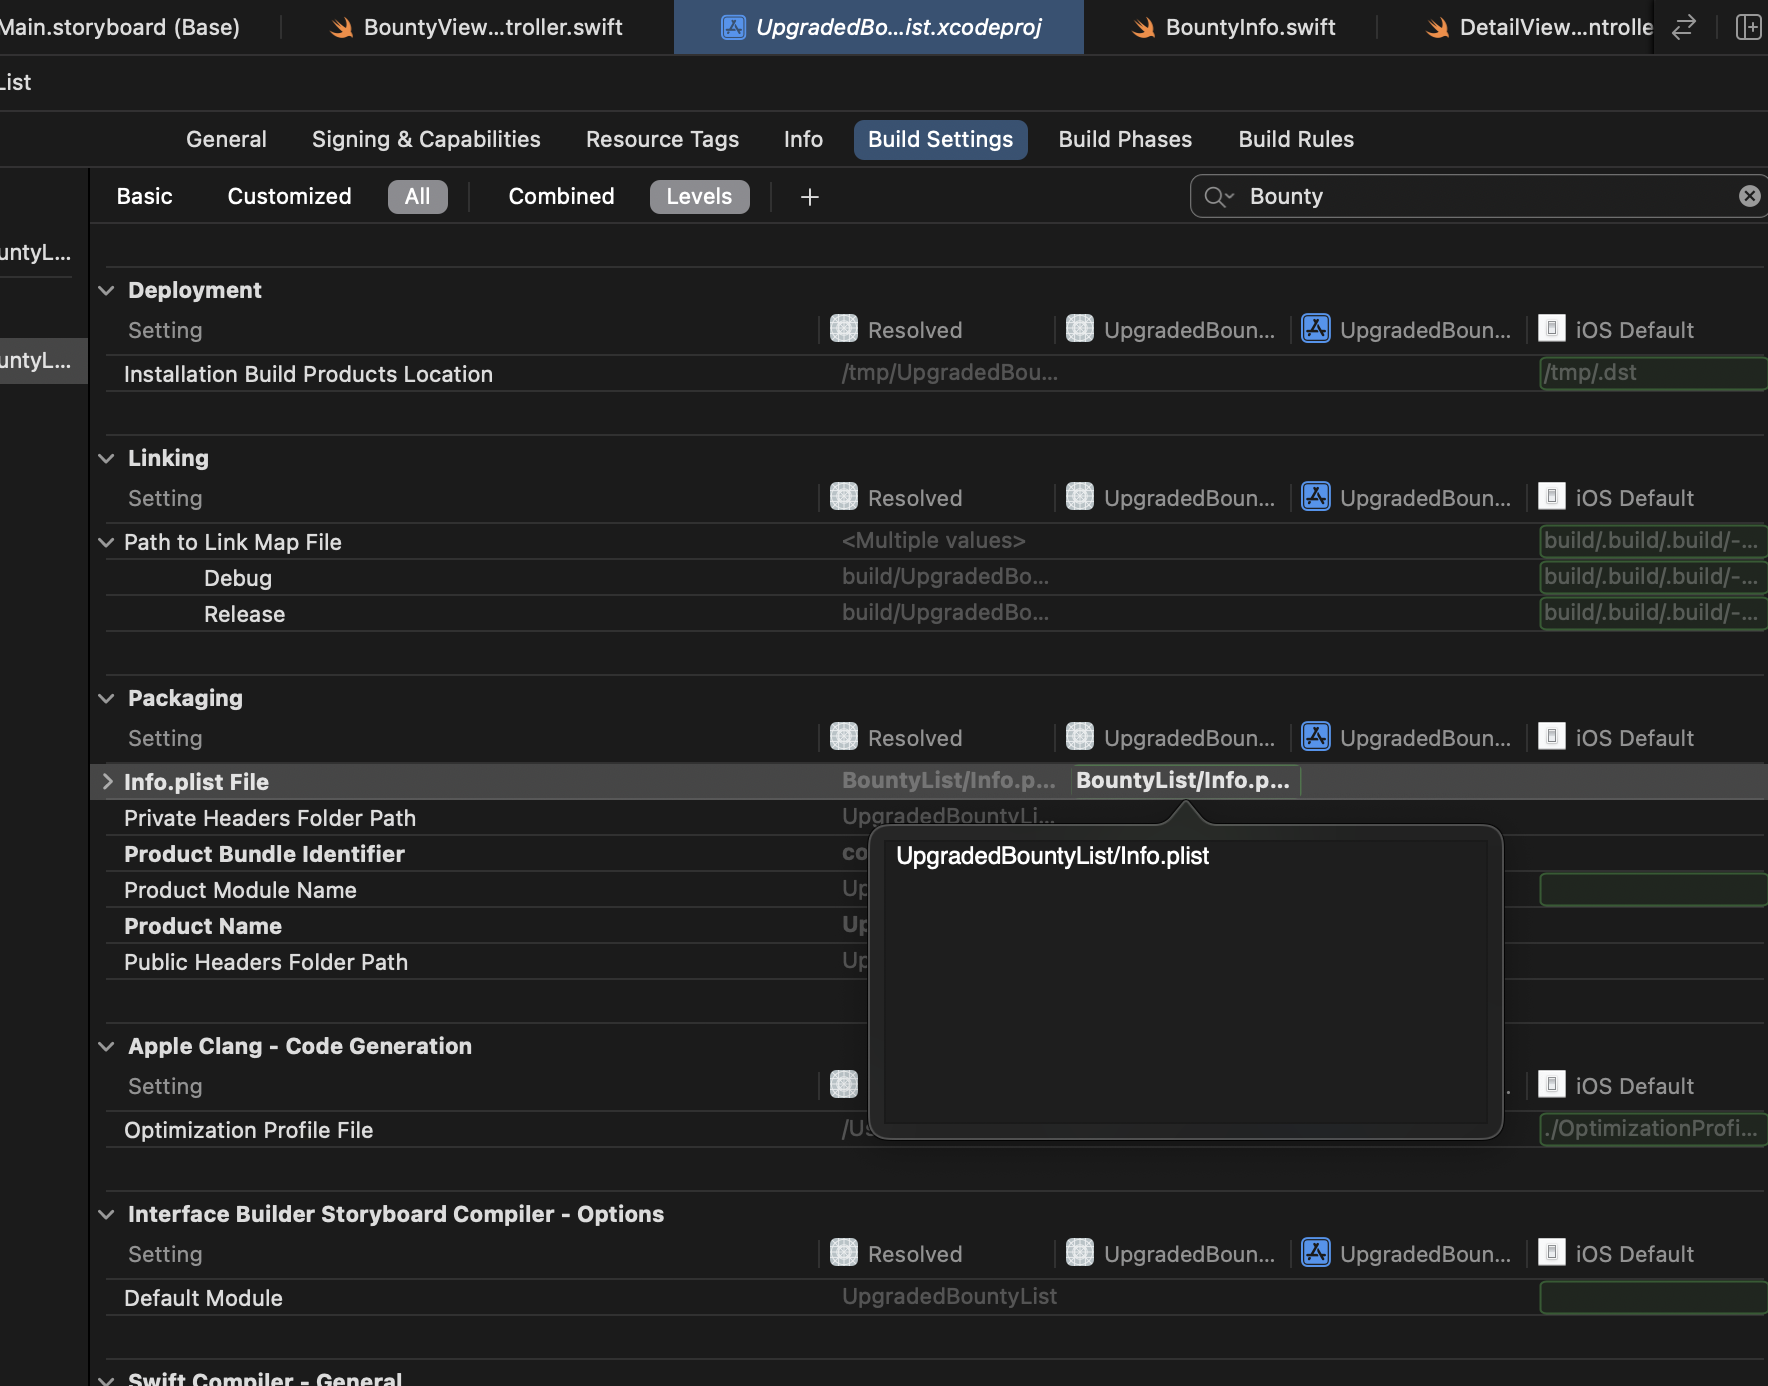 Main.storyboard (Base) BountyView...troller.swift UpgradedBo...ist.xcodeproj BountyInfo.swift DetailView...ntrolle
List
General Signing & Capabilities Resource Tags Info Build Settings Build Phases Build Rules
Basic Customized All Combined Levels + Bounty
untyL...
Deployment
Setting Resolved UpgradedBoun... UpgradedBoun... iOS Default
untyL...
Installation Build Products Location /tmp/UpgradedBou... /tmp/.dst
Linking
Setting Resolved UpgradedBoun... UpgradedBoun... iOS Default
Path to Link Map File <Multiple values> build/.build/.build/-...
Debug build/UpgradedBo... build/.build/.build/-...
Release build/UpgradedBo... build/.build/.build/-...
Packaging
Setting Resolved UpgradedBoun... UpgradedBoun... iOS Default
Info.plist File BountyList/Info.p... BountyList/Info.p...
Private Headers Folder Path UpgradedBountyLi...
Product Bundle Identifier co
UpgradedBountyList/Info.plist
Product Module Name Up
Product Name Up
Public Headers Folder Path Up
Apple Clang - Code Generation
Setting . iOS Default
Optimization Profile File /Us ./OptimizationProfi...
Interface Builder Storyboard Compiler - Options
Setting Resolved UpgradedBoun... UpgradedBoun... iOS Default
Default Module UpgradedBountyList
Swift Compiler - General